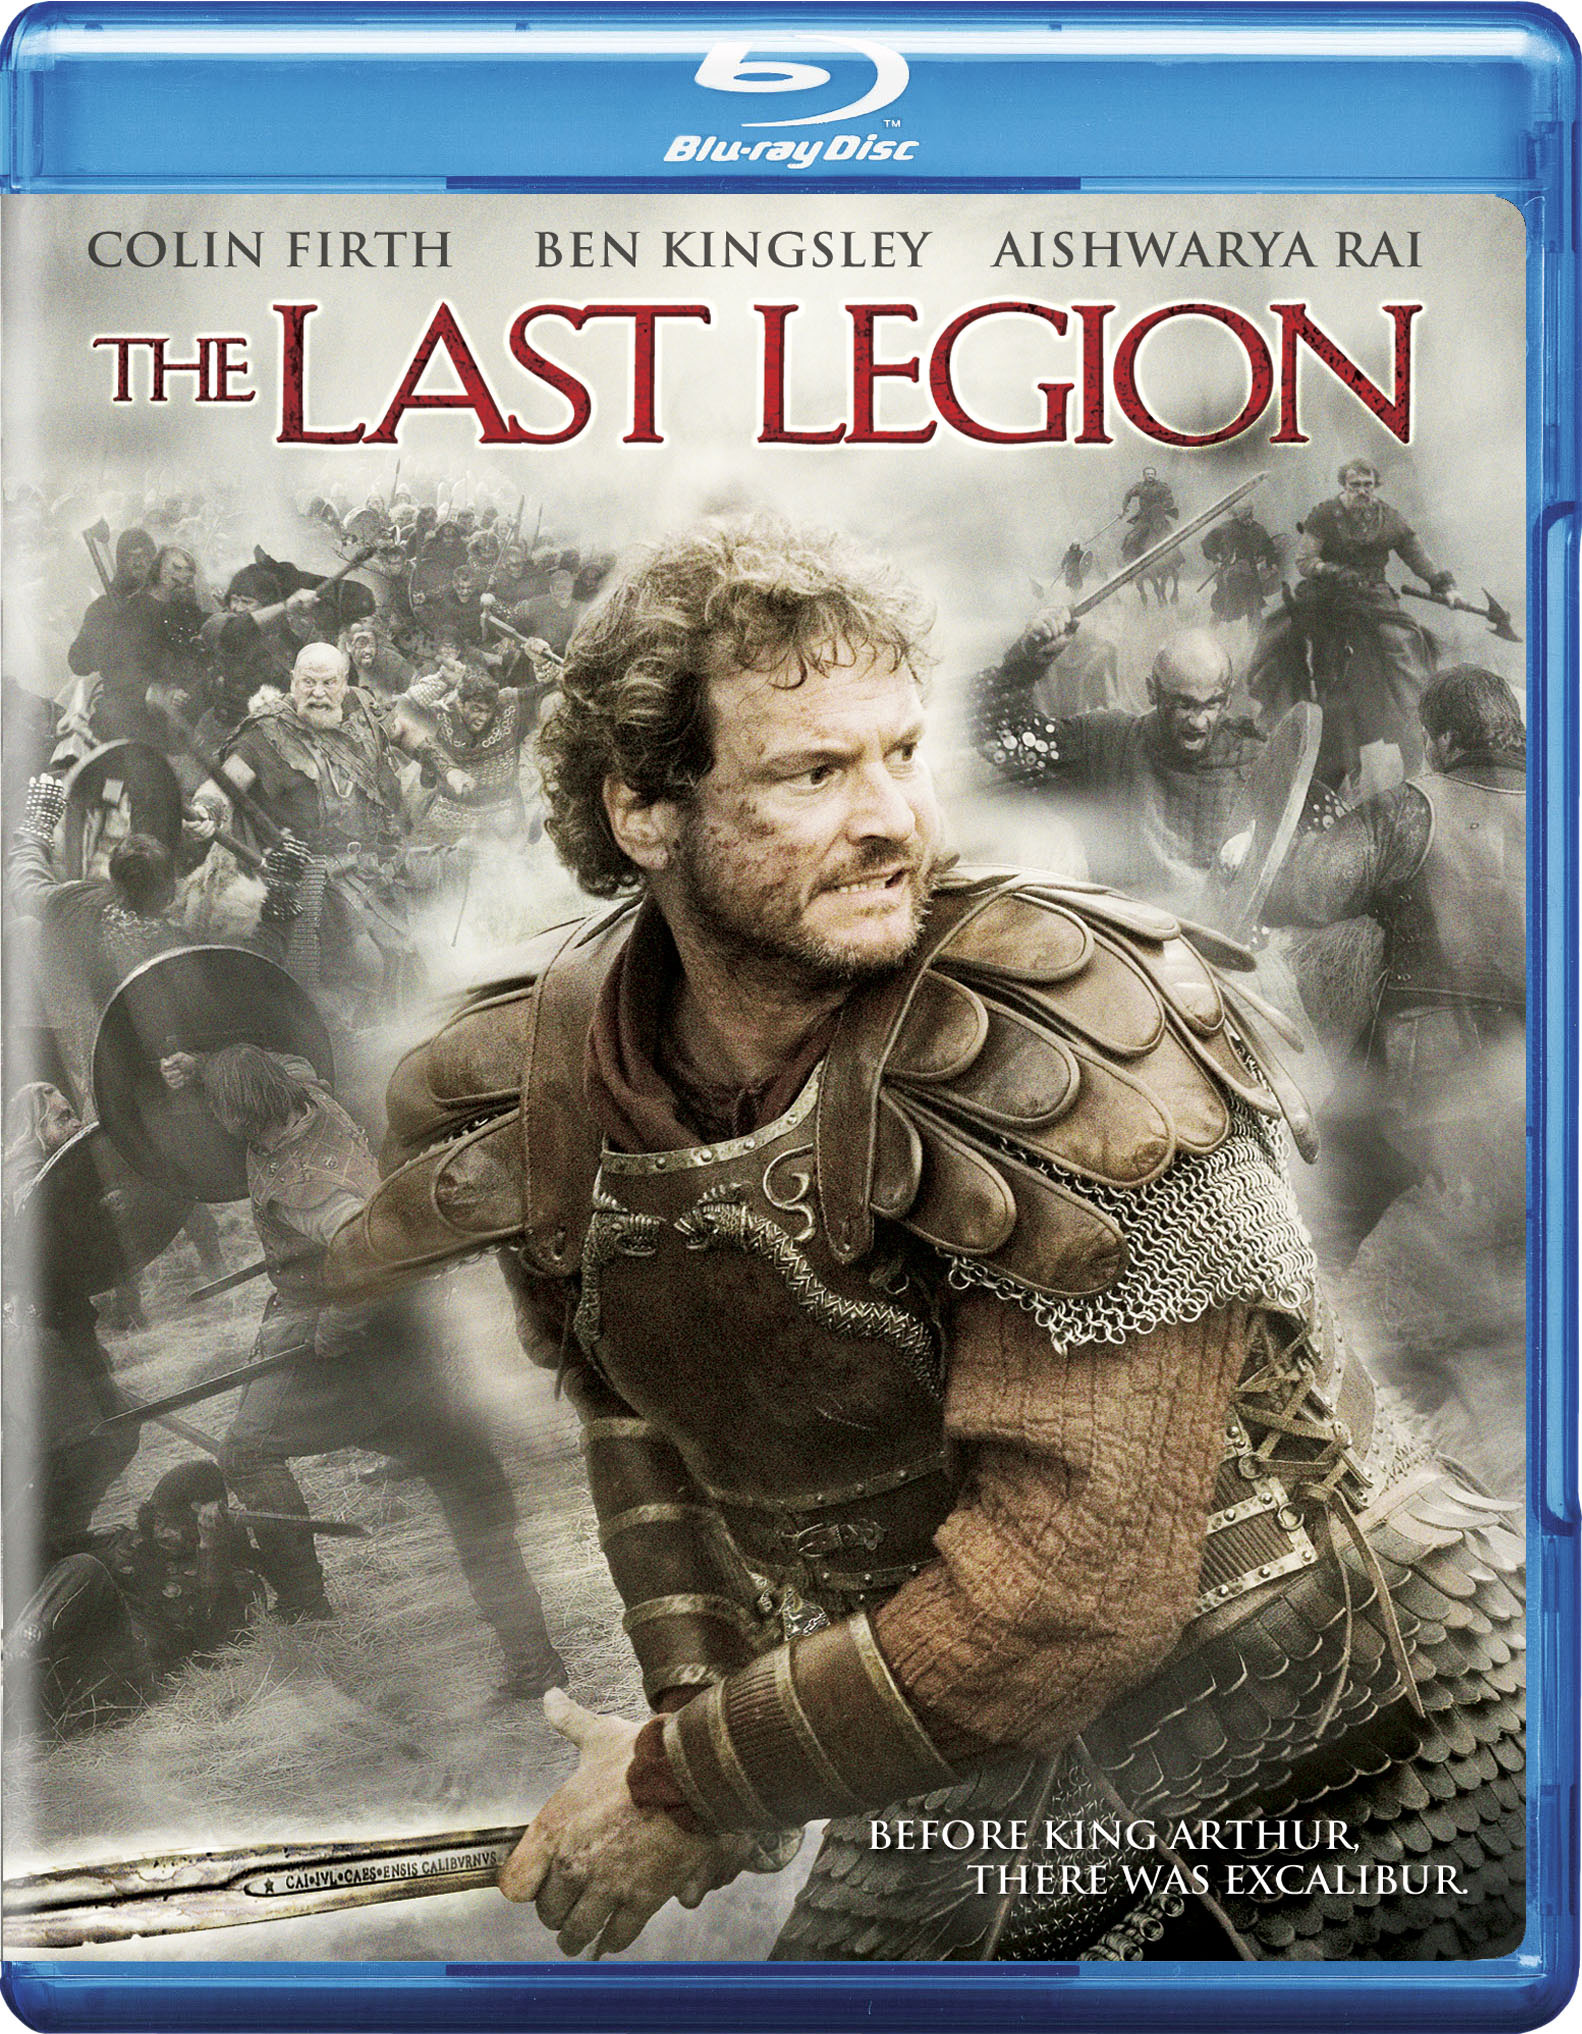 Blu-ray Disc™
COLIN FIRTH BEN KINGSLEY AISHWARYA RAI
THE LAST LEGION
BEFORE KING ARTHUR,
THERE WAS EXCALIBUR.
CAI•IVL•CAES•ENSIS CALIBVRNVS